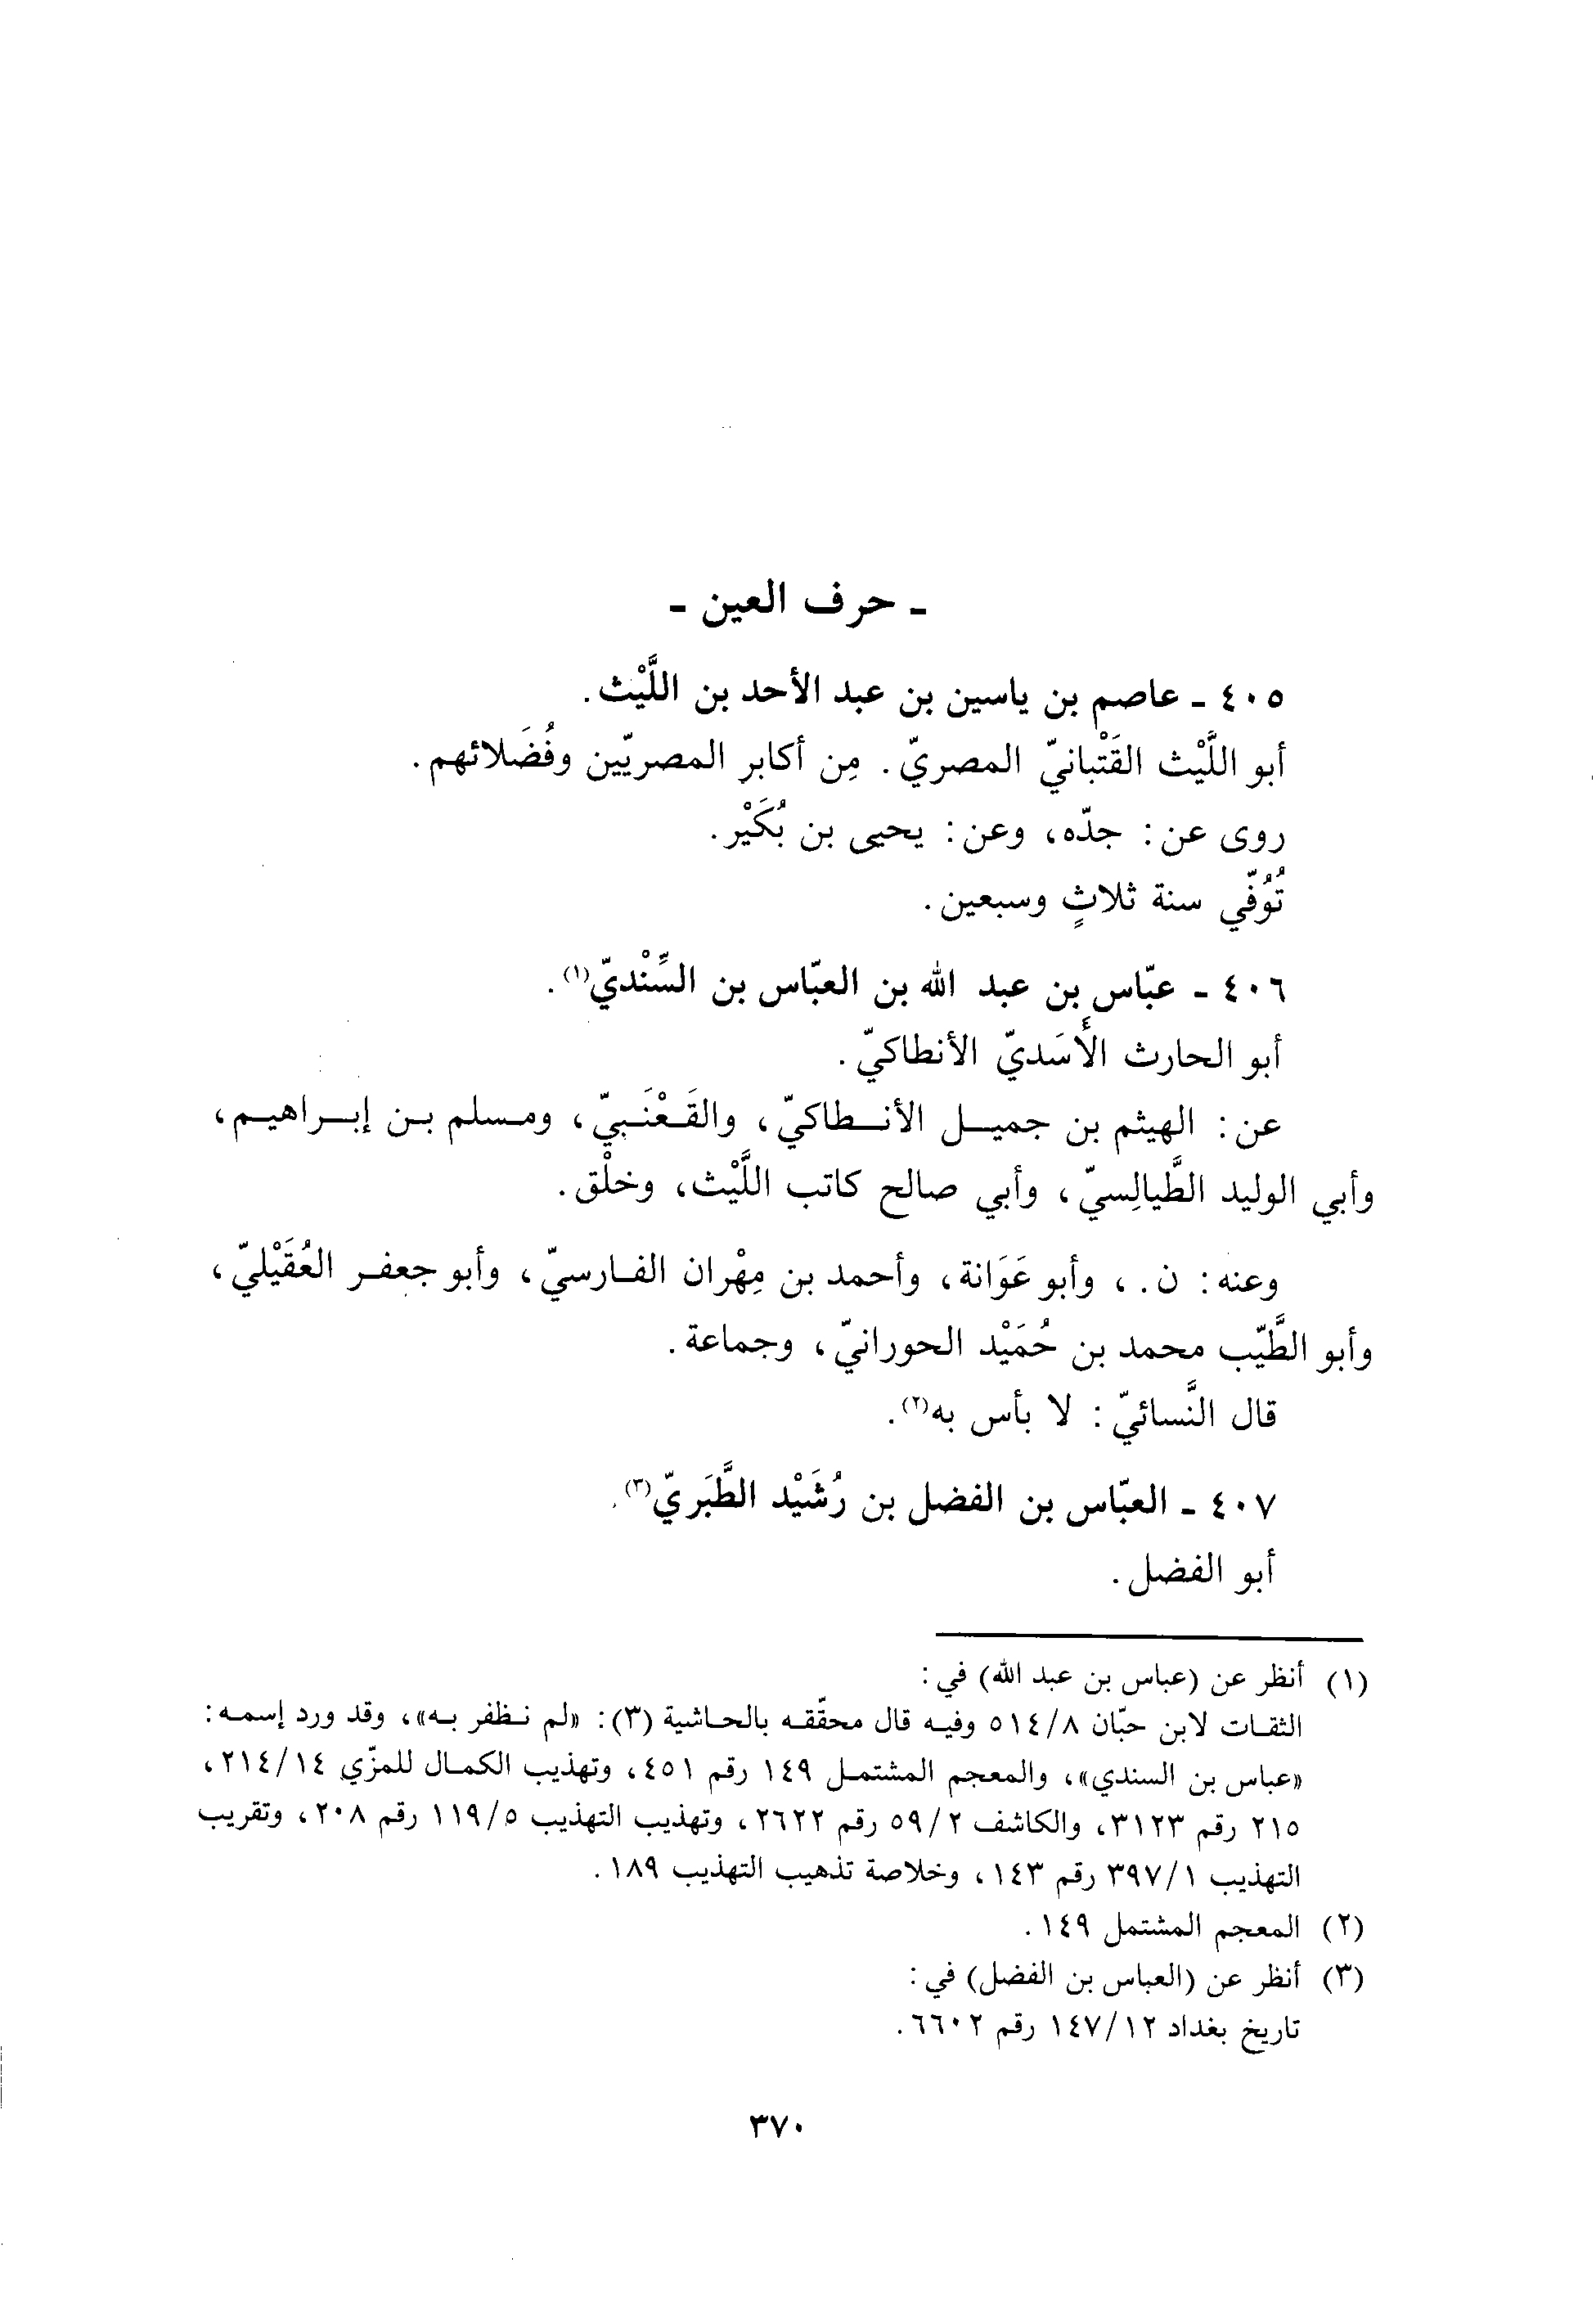 - حرف العين -
٤٠٥ - عاصم بن ياسين بن عبد الأحد بن اللَّيْث.
أبو اللَّيْث القَتْبانيّ المصريّ. مِن أكابر المصريّين وفُضَلائهم.
روى عن: جدّه، وعن: يحيى بن بُكَيْر.
تُوُفّي سنة ثلاثٍ وسبعين.
٤٠٦ - عبّاس بن عبد الله بن العبّاس بن السِّنْديّ(١).
أبو الحارث الأَسَديّ الأنطاكيّ.
عن: الهيثم بن جميل الأنطاكيّ، والقَعْنَبيّ، ومسلم بن إبراهيم،
وأبي الوليد الطَّيالِسيّ، وأبي صالح كاتب اللَّيْث، وخلْق.
وعنه: ن.، وأبو عَوَانة، وأحمد بن مِهْران الفارسيّ، وأبو جعفر العُقَيْليّ،
وأبو الطَّيّب محمد بن حُمَيْد الحورانيّ، وجماعة.
قال النَّسائيّ: لا بأس به(٢).
٤٠٧ - العبّاس بن الفضل بن رُشَيْد الطَّبَريّ(٣).
أبو الفضل.
(١) أنظر عن (عباس بن عبد الله) في:
الثقات لابن حبّان ٥١٤/٨ وفيه قال محقّقه بالحاشية (٣): «لم نظفر به»، وقد ورد إسمه:
«عباس بن السندي»، والمعجم المشتمل ١٤٩ رقم ٤٥١، وتهذيب الكمال للمزّي ٢١٤/١٤،
٢١٥ رقم ٣١٢٣، والكاشف ٥٩/٢ رقم ٢٦٢٢، وتهذيب التهذيب ١١٩/٥ رقم ٢٠٨، وتقريب
التهذيب ٣٩٧/١ رقم ١٤٣، وخلاصة تذهيب التهذيب ١٨٩.
(٢) المعجم المشتمل ١٤٩.
(٣) أنظر عن (العباس بن الفضل) في:
تاريخ بغداد ١٤٧/١٢ رقم ٦٦٠٢.
٣٧٠